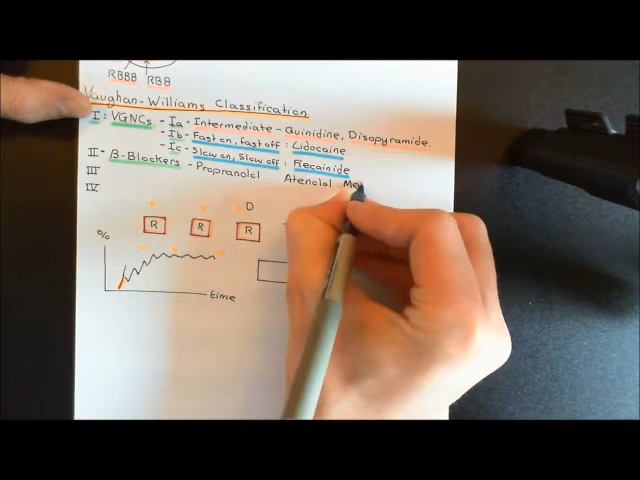 RBBB RBB
Vaughan-Williams Classification
I: VGNCs - Ia - Intermediate - Quinidine, Disopyramide.
- Ib - Fast on, fast off : Lidocaine
- Ic - Slow on, Slow off : Flecainide
II - β-Blockers - Propranolol Atenolol Me
III
IV
D
R R R
%
time